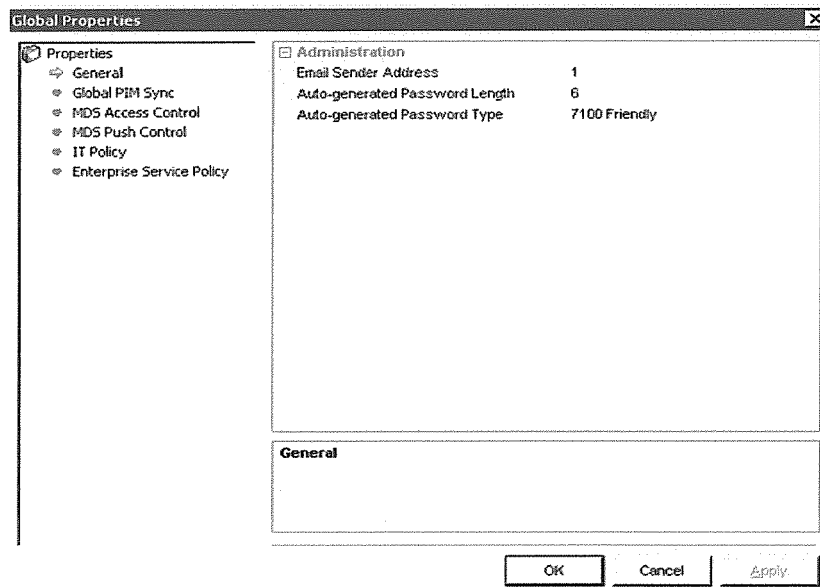 Global Properties
Properties
General
Global PIM Sync
MDS Access Control
MDS Push Control
IT Policy
Enterprise Service Policy
Administration
Email Sender Address 1
Auto-generated Password Length 6
Auto-generated Password Type 7100 Friendly
General
OK Cancel Apply